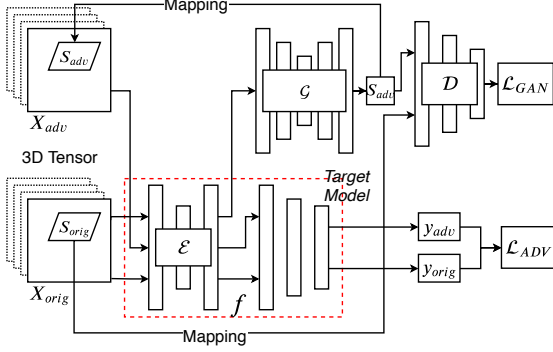 Mapping
S_adv
X_adv
G
S_adv
D
L_GAN
3D Tensor
Target
Model
S_orig
X_orig
E
f
y_adv
y_orig
L_ADV
Mapping